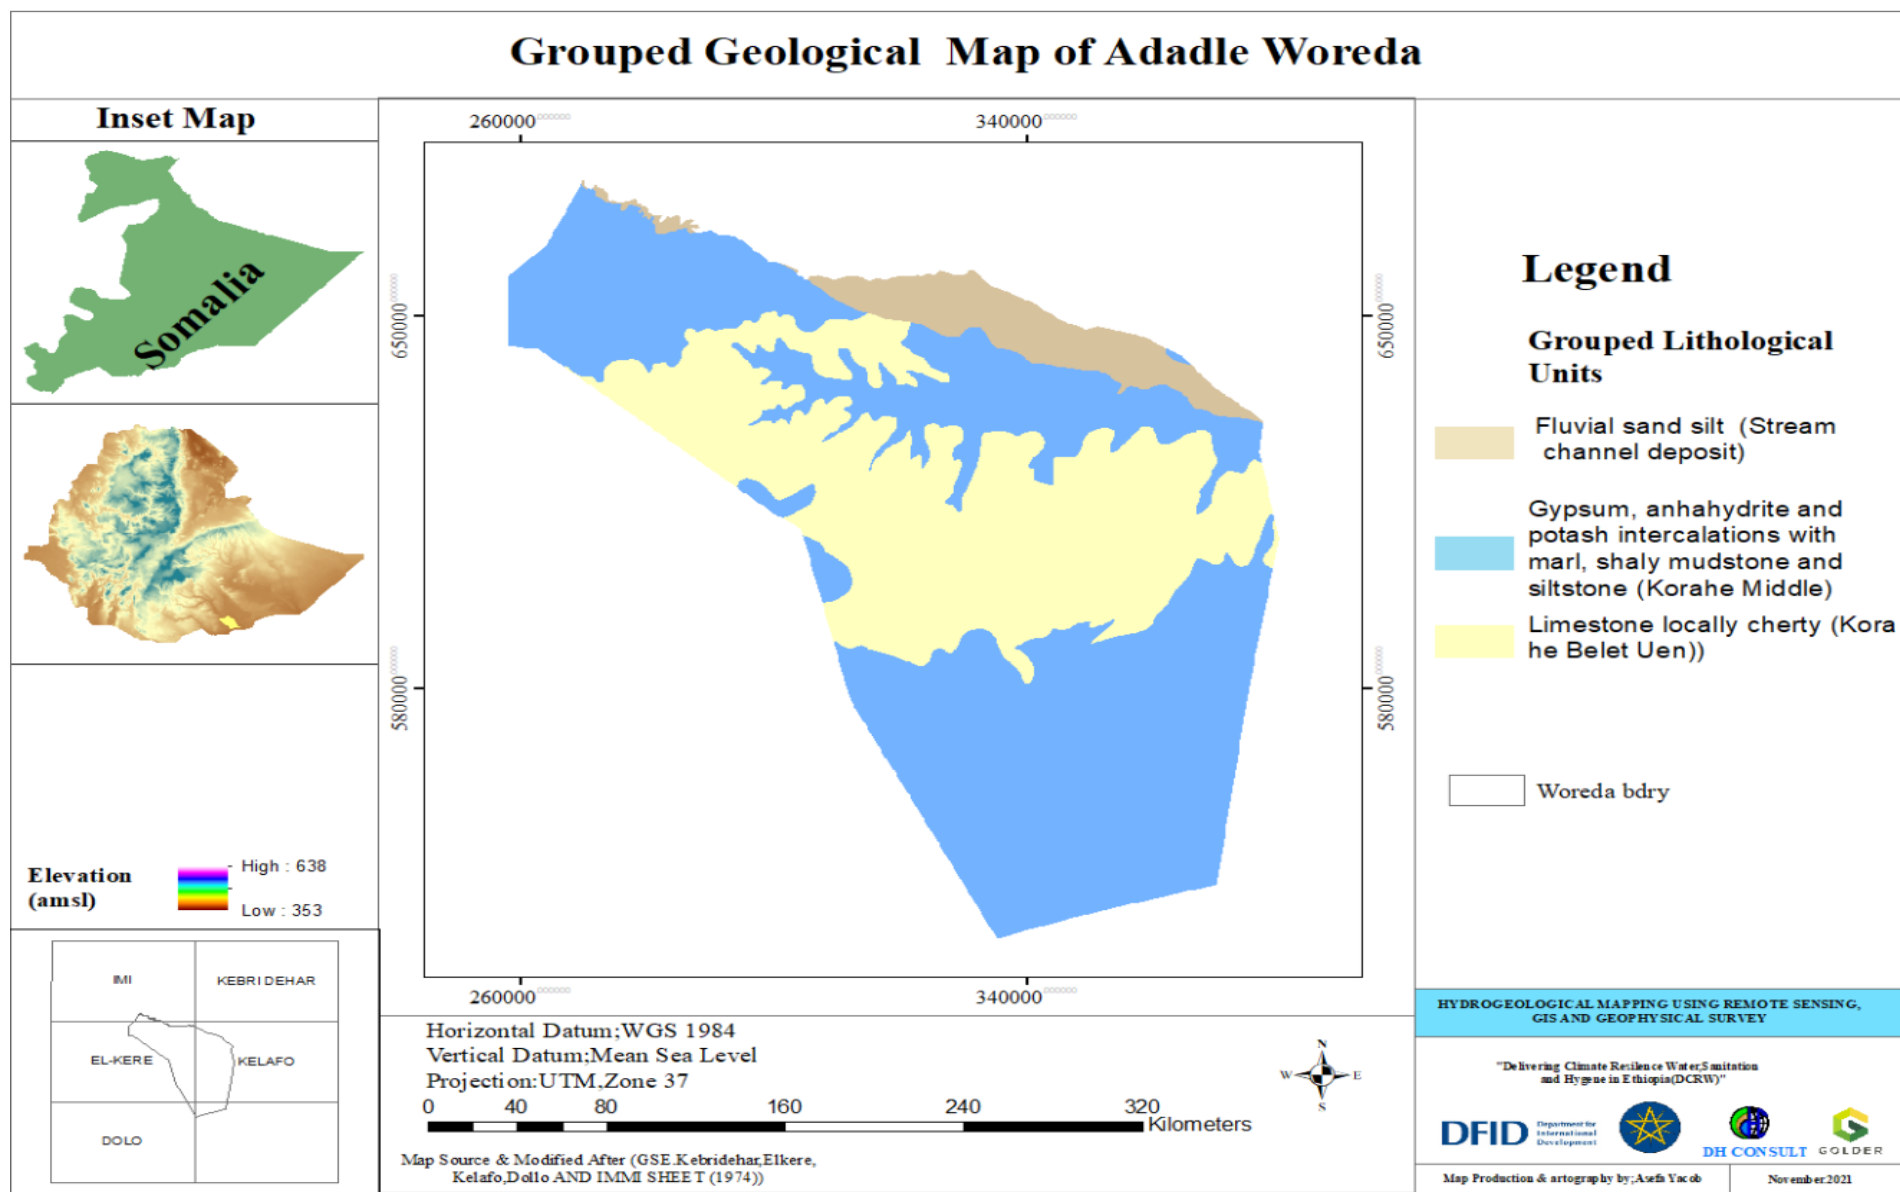 Grouped Geological Map of Adadle Woreda
Inset Map
Somalia
Elevation
(amsl)
High : 638
Low : 353
IMI
KEBRIDEHAR
EL-KERE
KELAFO
DOLO
260000
340000
650000
650000
580000
580000
260000
340000
Horizontal Datum;WGS 1984
Vertical Datum;Mean Sea Level
Projection:UTM,Zone 37
0 40 80 160 240 320
Kilometers
N
W E
S
Map Source & Modified After (GSE.Kebridehar,Elkere,
Kelafo,Dollo AND IMMI SHEET (1974))
Legend
Grouped Lithological
Units
Fluvial sand silt (Stream
channel deposit)
Gypsum, anhahydrite and
potash intercalations with
marl, shaly mudstone and
siltstone (Korahe Middle)
Limestone locally cherty (Kora
he Belet Uen))
Woreda bdry
HYDROGEOLOGICAL MAPPING USING REMOTE SENSING,
GIS AND GEOPHYSICAL SURVEY
"Delivering Climate Resilence Water,Sanitation
and Hygene in Ethiopia(DCRW)"
DFID
Department for
International
Development
DH CONSULT
GOLDER
Map Production & artography by;Asefa Yacob
November.2021